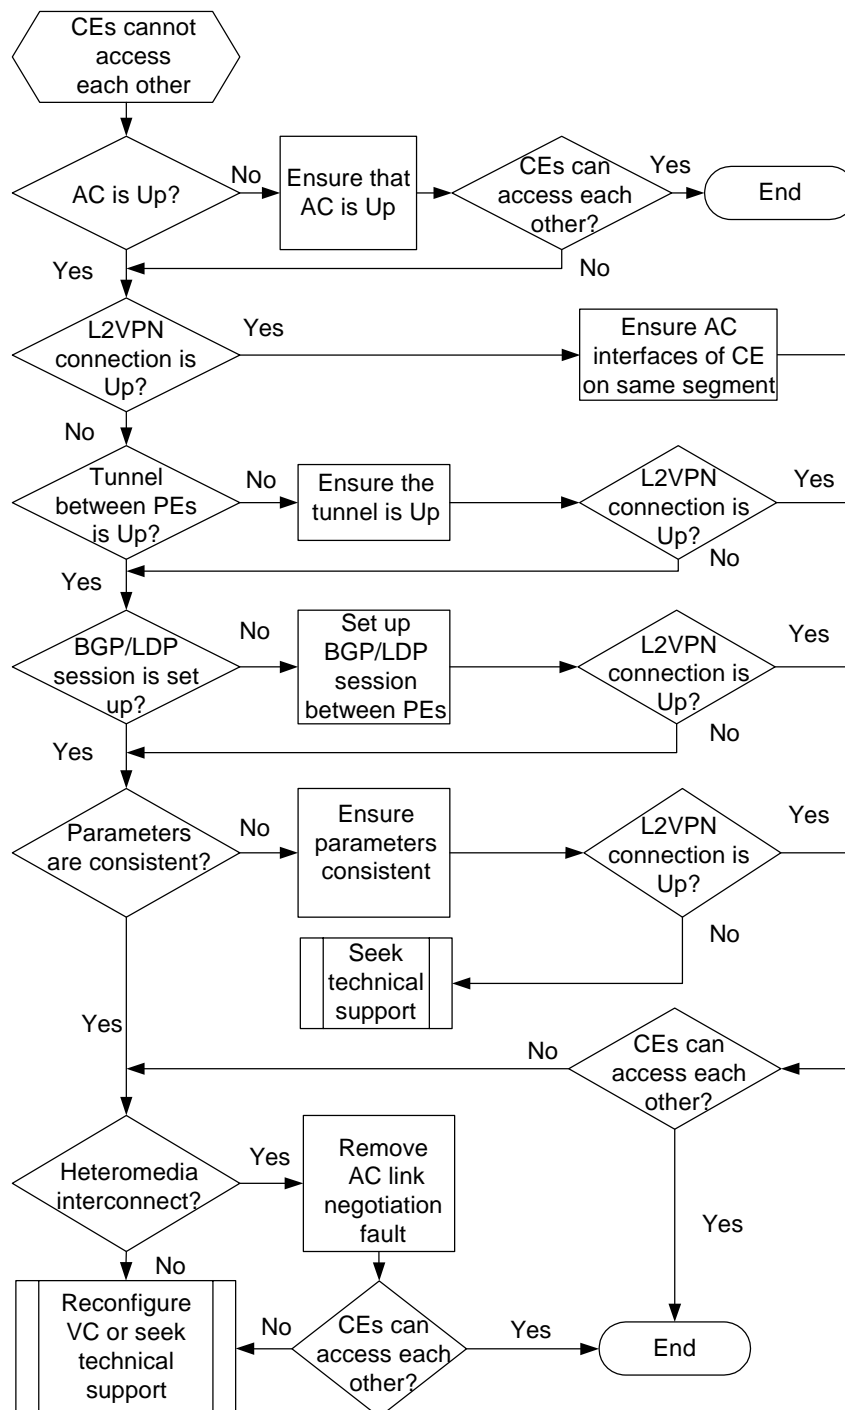 CEs cannot
access
each other
AC is Up?
No
Ensure that
AC is Up
CEs can
access each
other?
Yes
End
Yes
No
L2VPN
connection is
Up?
Yes
Ensure AC
interfaces of CE
on same segment
No
Tunnel
between PEs
is Up?
No
Ensure the
tunnel is Up
L2VPN
connection is
Up?
Yes
No
Yes
BGP/LDP
session is set
up?
No
Set up
BGP/LDP
session
between PEs
L2VPN
connection is
Up?
Yes
No
Yes
Parameters
are consistent?
No
Ensure
parameters
consistent
L2VPN
connection is
Up?
Yes
No
Seek
technical
support
Yes
No
CEs can
access each
other?
Heteromedia
interconnect?
Yes
Remove
AC link
negotiation
fault
Yes
No
Reconfigure
VC or seek
technical
support
No
CEs can
access each
other?
Yes
End